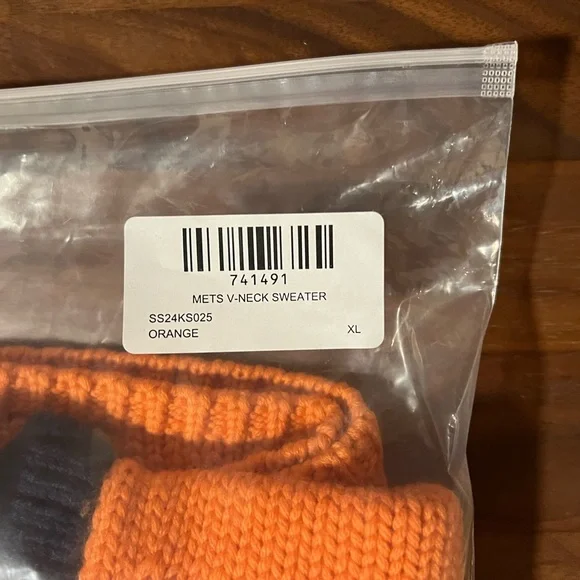 741491
METS V-NECK SWEATER
SS24KS025
ORANGE XL